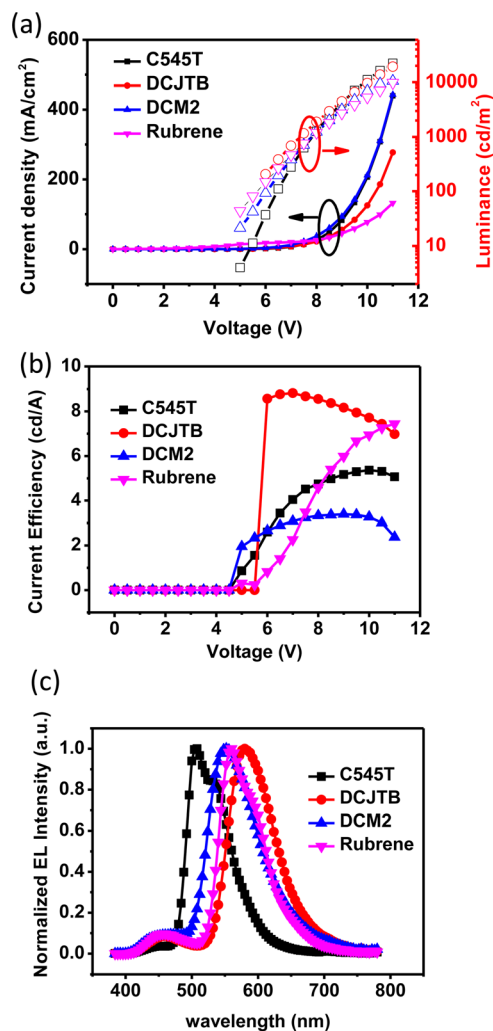 (a)
Current density (mA/cm²)
600
400
200
0
C545T
DCJTB
DCM2
Rubrene
10000
1000
100
10
Luminance (cd/m²)
0 2 4 6 8 10 12
Voltage (V)
(b)
Current Efficiency (cd/A)
10
8
6
4
2
0
C545T
DCJTB
DCM2
Rubrene
0 2 4 6 8 10 12
Voltage (V)
(c)
Normalized EL Intensity (a.u.)
1.0
0.8
0.6
0.4
0.2
0.0
C545T
DCJTB
DCM2
Rubrene
400 500 600 700 800
wavelength (nm)